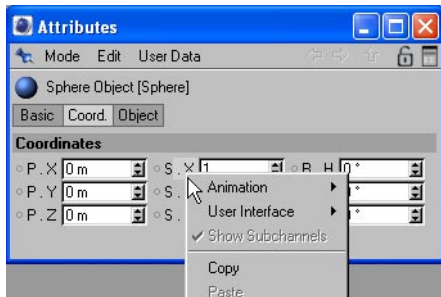 Attributes
Mode Edit User Data
Sphere Object [Sphere]
Basic Coord. Object
Coordinates
P . X 0 m S . X 1 R . H 0 °
P . Y 0 m S . °
P . Z 0 m S . °
Animation
User Interface
Show Subchannels
Copy
Paste